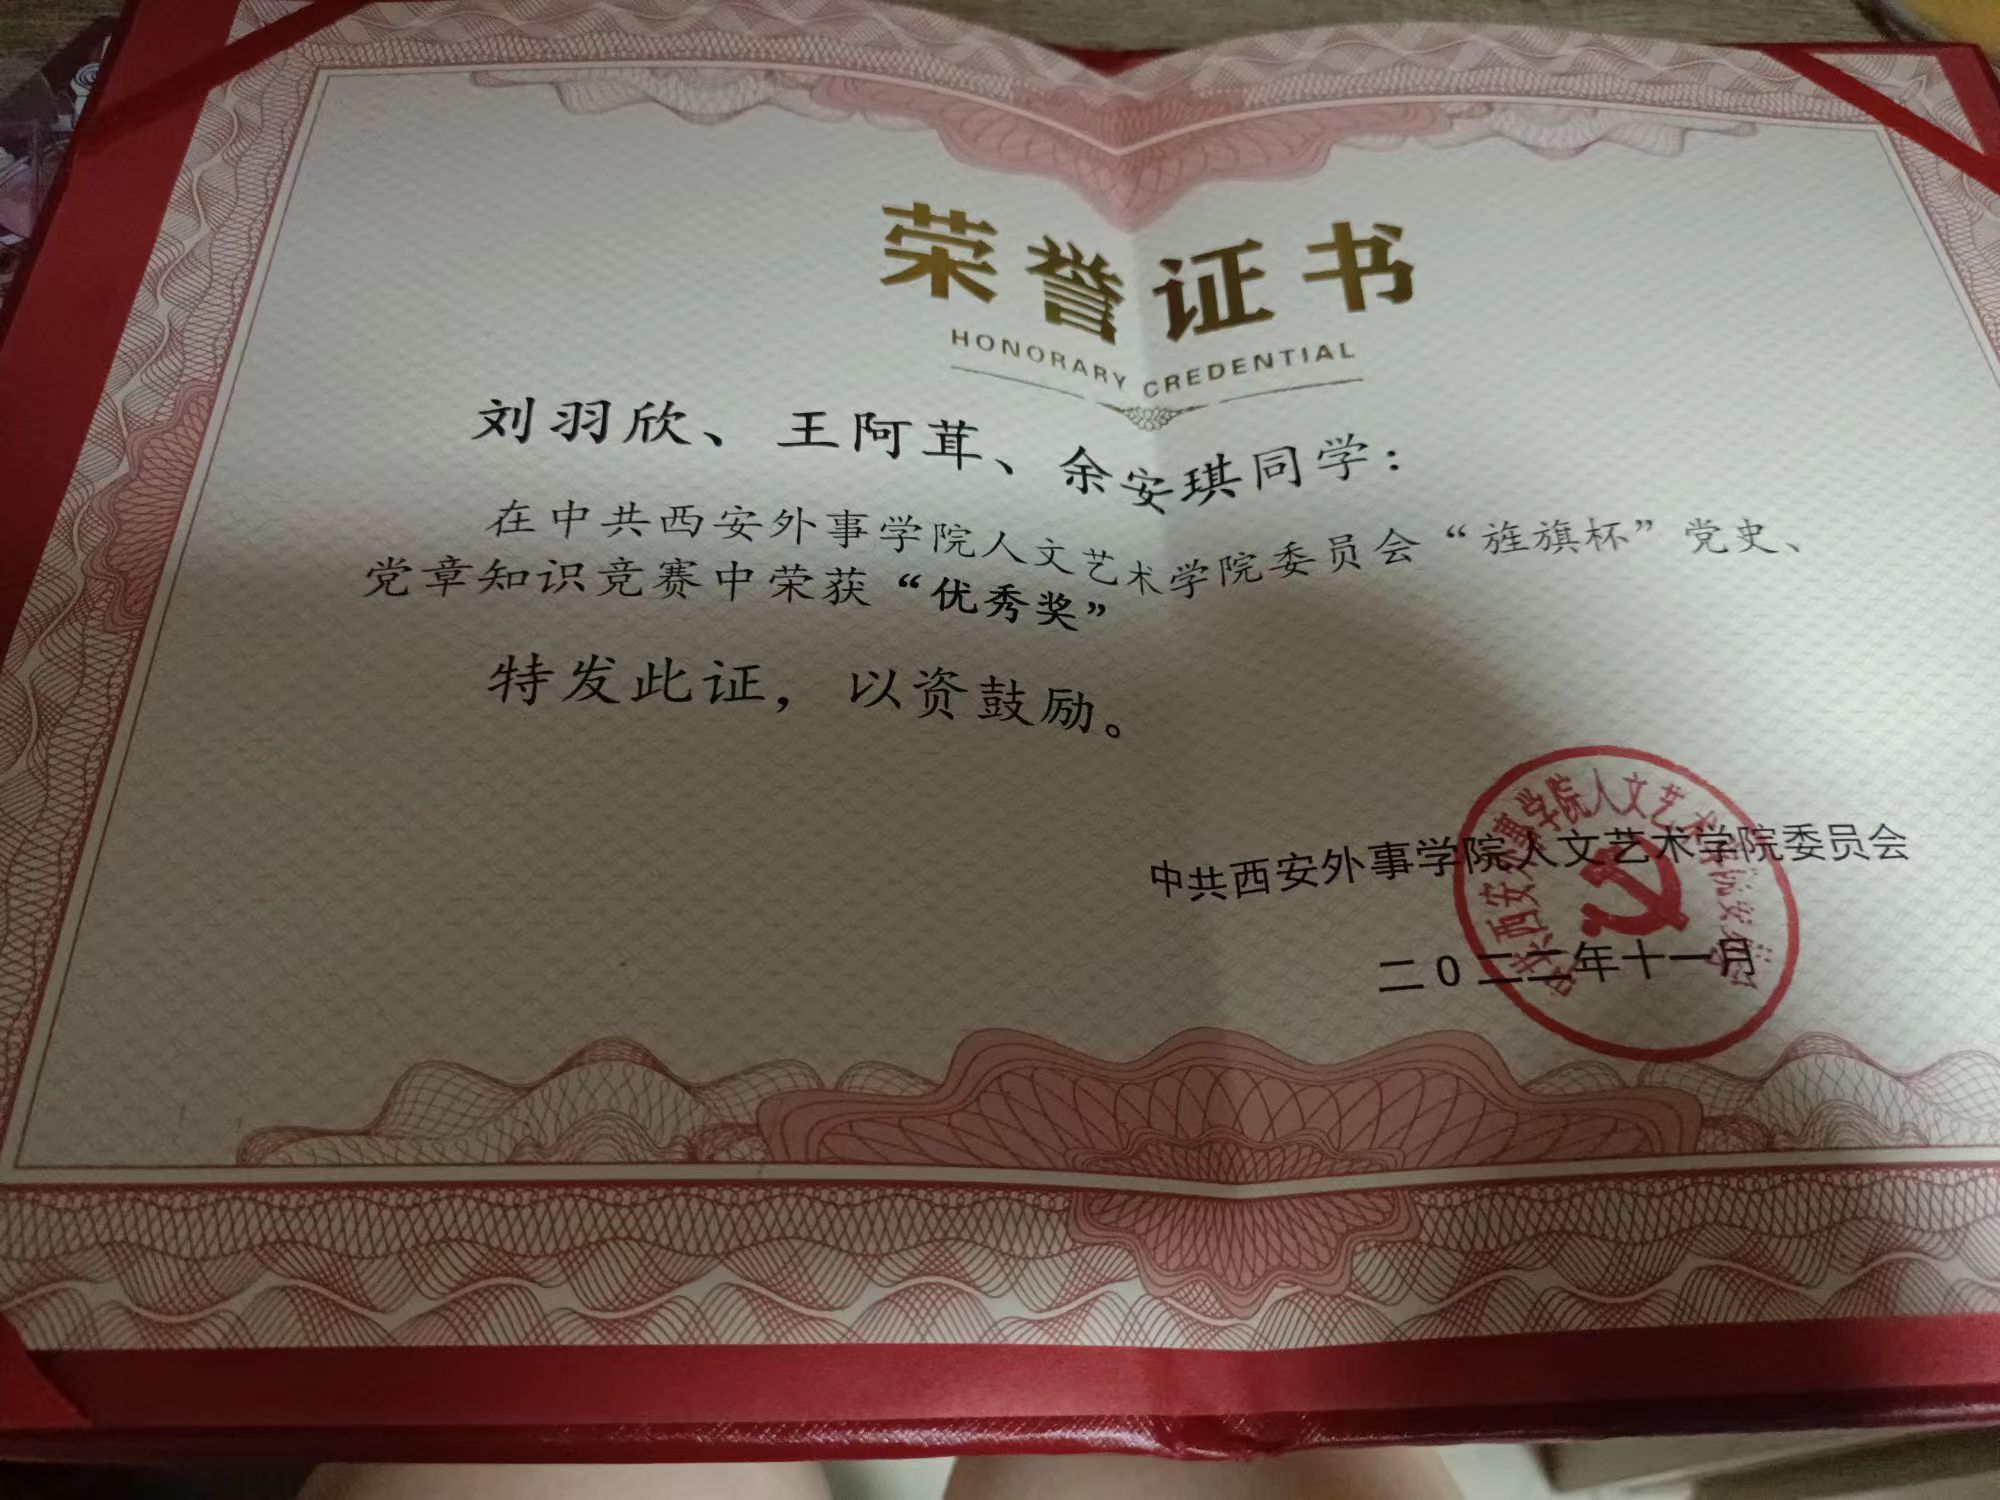 荣誉证书
HONORARY CREDENTIAL
刘羽欣、王阿茸、余安琪同学：
在中共西安外事学院人文艺术学院委员会“旌旗杯”党史、
党章知识竞赛中荣获“优秀奖”
特发此证，以资鼓励。
中共西安外事学院人文艺术学院委员会
二0二二年十一月